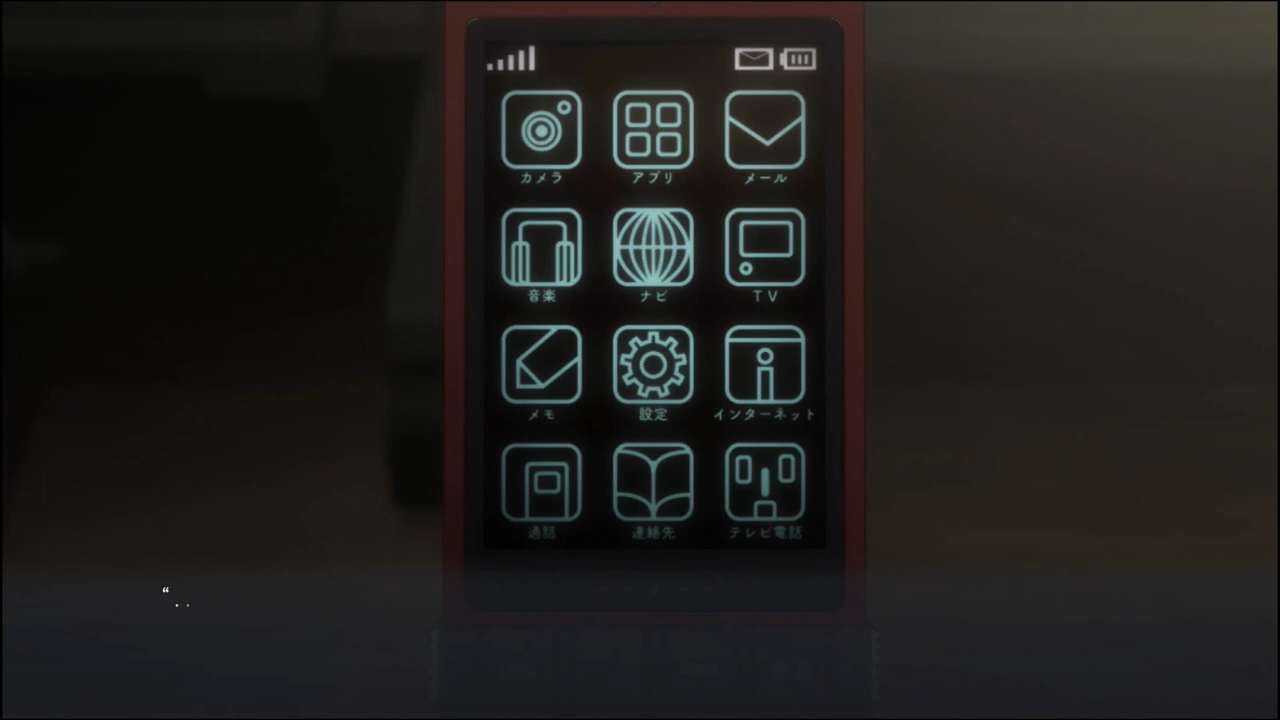 カメラ アプリ メール
音楽 ナビ TV
メモ 設定 インターネット
通話 連絡先 テレビ電話
“..